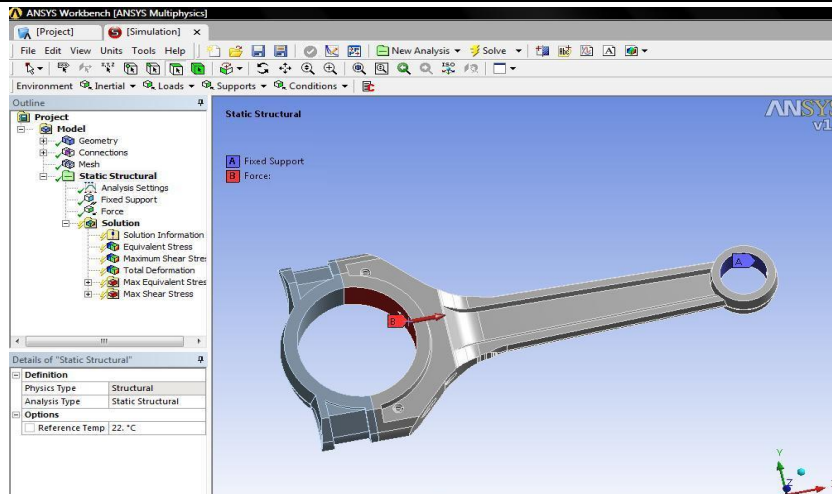 ANSYS Workbench [ANSYS Multiphysics]
[Project] [Simulation] ×
File Edit View Units Tools Help New Analysis Solve
Environment Inertial Loads Supports Conditions
Outline
Project
Model
Geometry
Connections
Mesh
Static Structural
Analysis Settings
Fixed Support
Force
Solution
Solution Information
Equivalent Stress
Maximum Shear Stre
Total Deformation
Max Equivalent Stres
Max Shear Stress
Details of "Static Structural"
Definition
Physics Type Structural
Analysis Type Static Structural
Options
Reference Temp 22. °C
Static Structural
A Fixed Support
B Force:
ANSYS
v1
A
B
Y
Z